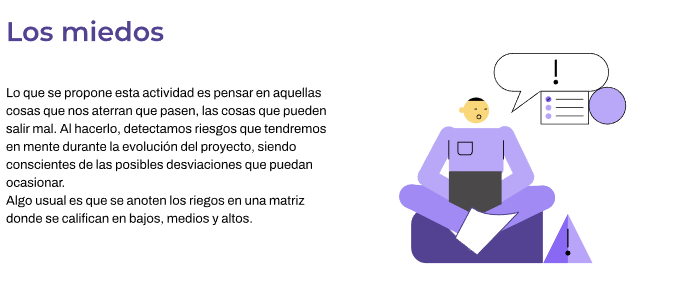 Los miedos
Lo que se propone esta actividad es pensar en aquellas
cosas que nos aterran que pasen, las cosas que pueden
salir mal. Al hacerlo, detectamos riesgos que tendremos
en mente durante la evolución del proyecto, siendo
conscientes de las posibles desviaciones que puedan
ocasionar.
Algo usual es que se anoten los riegos en una matriz
donde se califican en bajos, medios y altos.